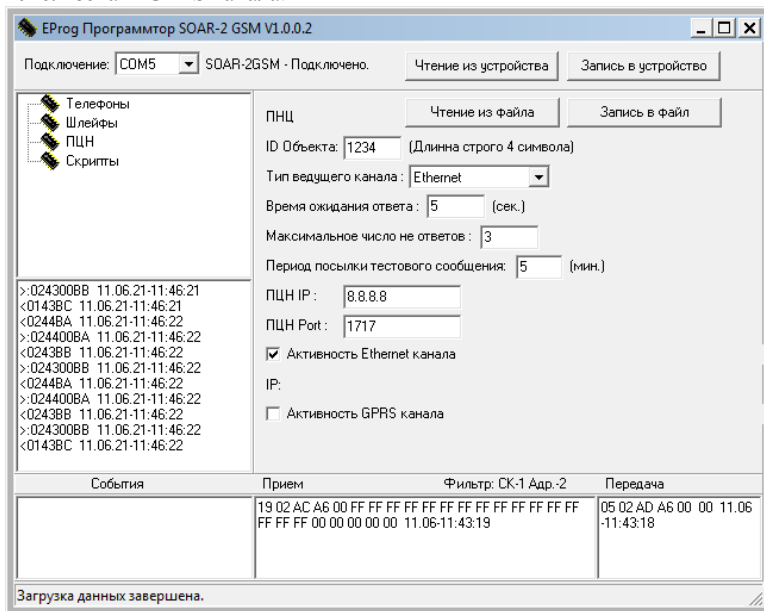 EProg Программтор SOAR-2 GSM V1.0.0.2
Подключение: COM5 SOAR-2GSM - Подключено. Чтение из устройства Запись в устройство
Телефоны
Шлейфы
ПЦН
Скрипты
ПНЦ Чтение из файла Запись в файл
ID Объекта: 1234 (Длинна строго 4 символа)
Тип ведущего канала : Ethernet
Время ожидания ответа : 5 (сек.)
Максимальное число не ответов : 3
Период посылки тестового сообщения: 5 (мин.)
ПЦН IP : 8.8.8.8
ПЦН Port : 1717
Активность Ethernet канала
IP:
Активность GPRS канала
>:024300BB 11.06.21-11:46:21
<0143BC 11.06.21-11:46:21
<0244BA 11.06.21-11:46:22
>:024400BA 11.06.21-11:46:22
<0243BB 11.06.21-11:46:22
>:024300BB 11.06.21-11:46:22
<0244BA 11.06.21-11:46:22
>:024400BA 11.06.21-11:46:22
<0243BB 11.06.21-11:46:22
>:024300BB 11.06.21-11:46:22
<0143BC 11.06.21-11:46:22
События Прием Фильтр: СК-1 Адр.-2 Передача
19 02 AC A6 00 FF FF FF FF FF FF FF FF FF FF FF FF
FF FF FF 00 00 00 00 00 11.06-11:43:19
05 02 AD A6 00 00 11.06
-11:43:18
Загрузка данных завершена.